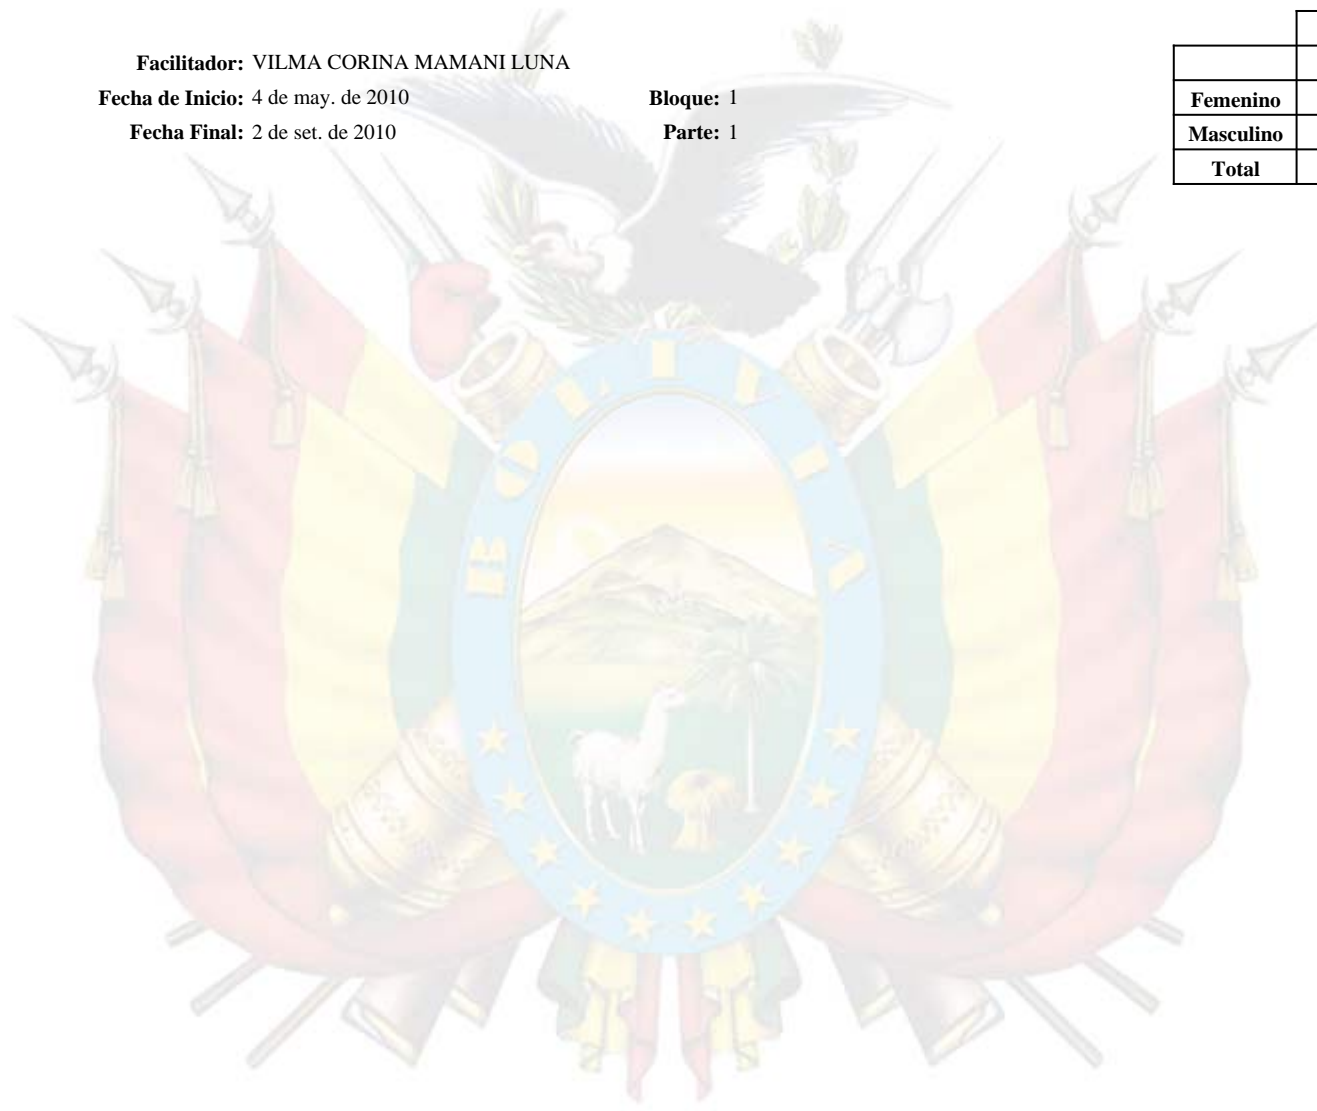 Facilitador: VILMA CORINA MAMANI LUNA
Fecha de Inicio: 4 de may. de 2010 Bloque: 1
Fecha Final: 2 de set. de 2010 Parte: 1
Femenino
Masculino
Total
BOLIVIA